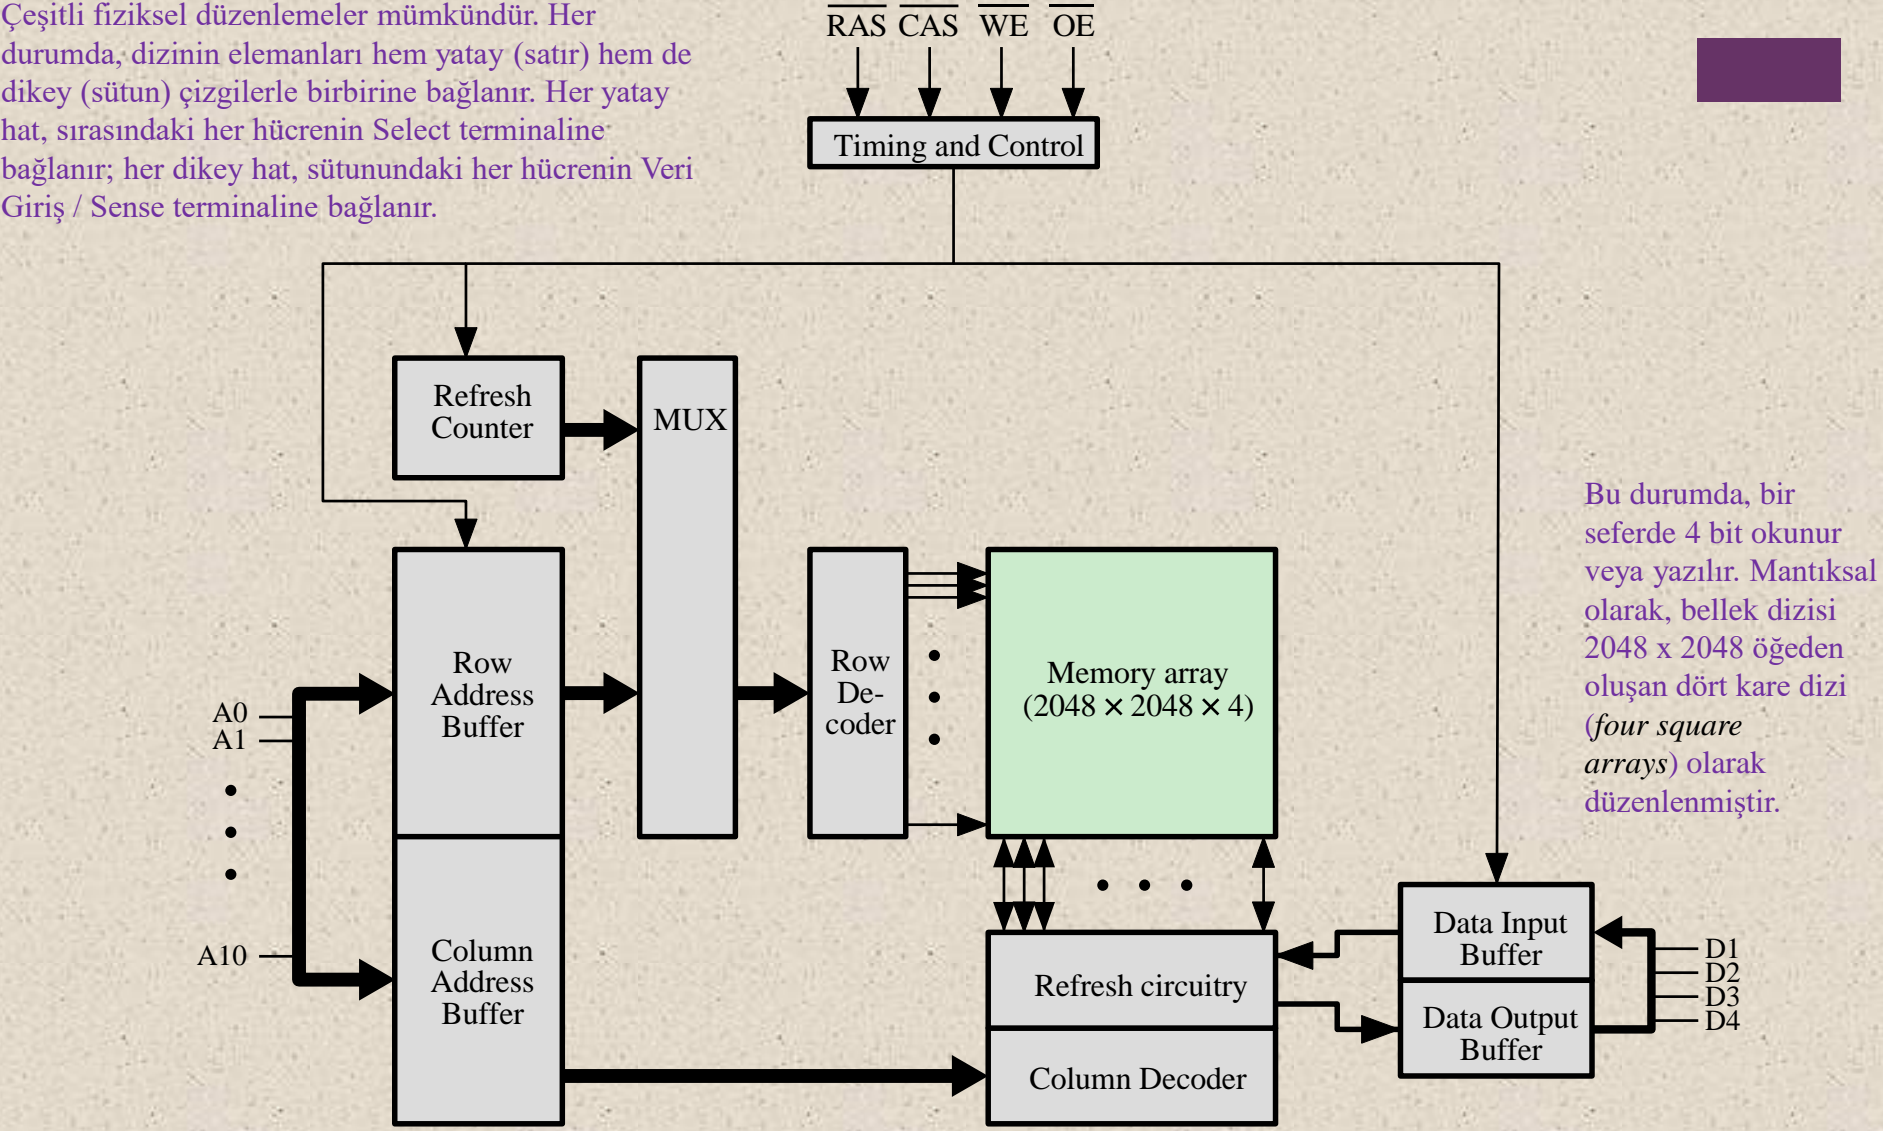 Çeşitli fiziksel düzenlemeler mümkündür. Her
durumda, dizinin elemanları hem yatay (satır) hem de
dikey (sütun) çizgilerle birbirine bağlanır. Her yatay
hat, sırasındaki her hücrenin Select terminaline
bağlanır; her dikey hat, sütunundaki her hücrenin Veri
Giriş / Sense terminaline bağlanır.
RAS CAS WE OE
Timing and Control
Refresh
Counter
MUX
Row
Address
Buffer
Row
De-
coder
Memory array
(2048 × 2048 × 4)
Bu durumda, bir
seferde 4 bit okunur
veya yazılır. Mantıksal
olarak, bellek dizisi
2048 x 2048 öğeden
oluşan dört kare dizi
(four square
arrays) olarak
düzenlenmiştir.
A0
A1
A10
Column
Address
Buffer
Refresh circuitry
Column Decoder
Data Input
Buffer
Data Output
Buffer
D1
D2
D3
D4